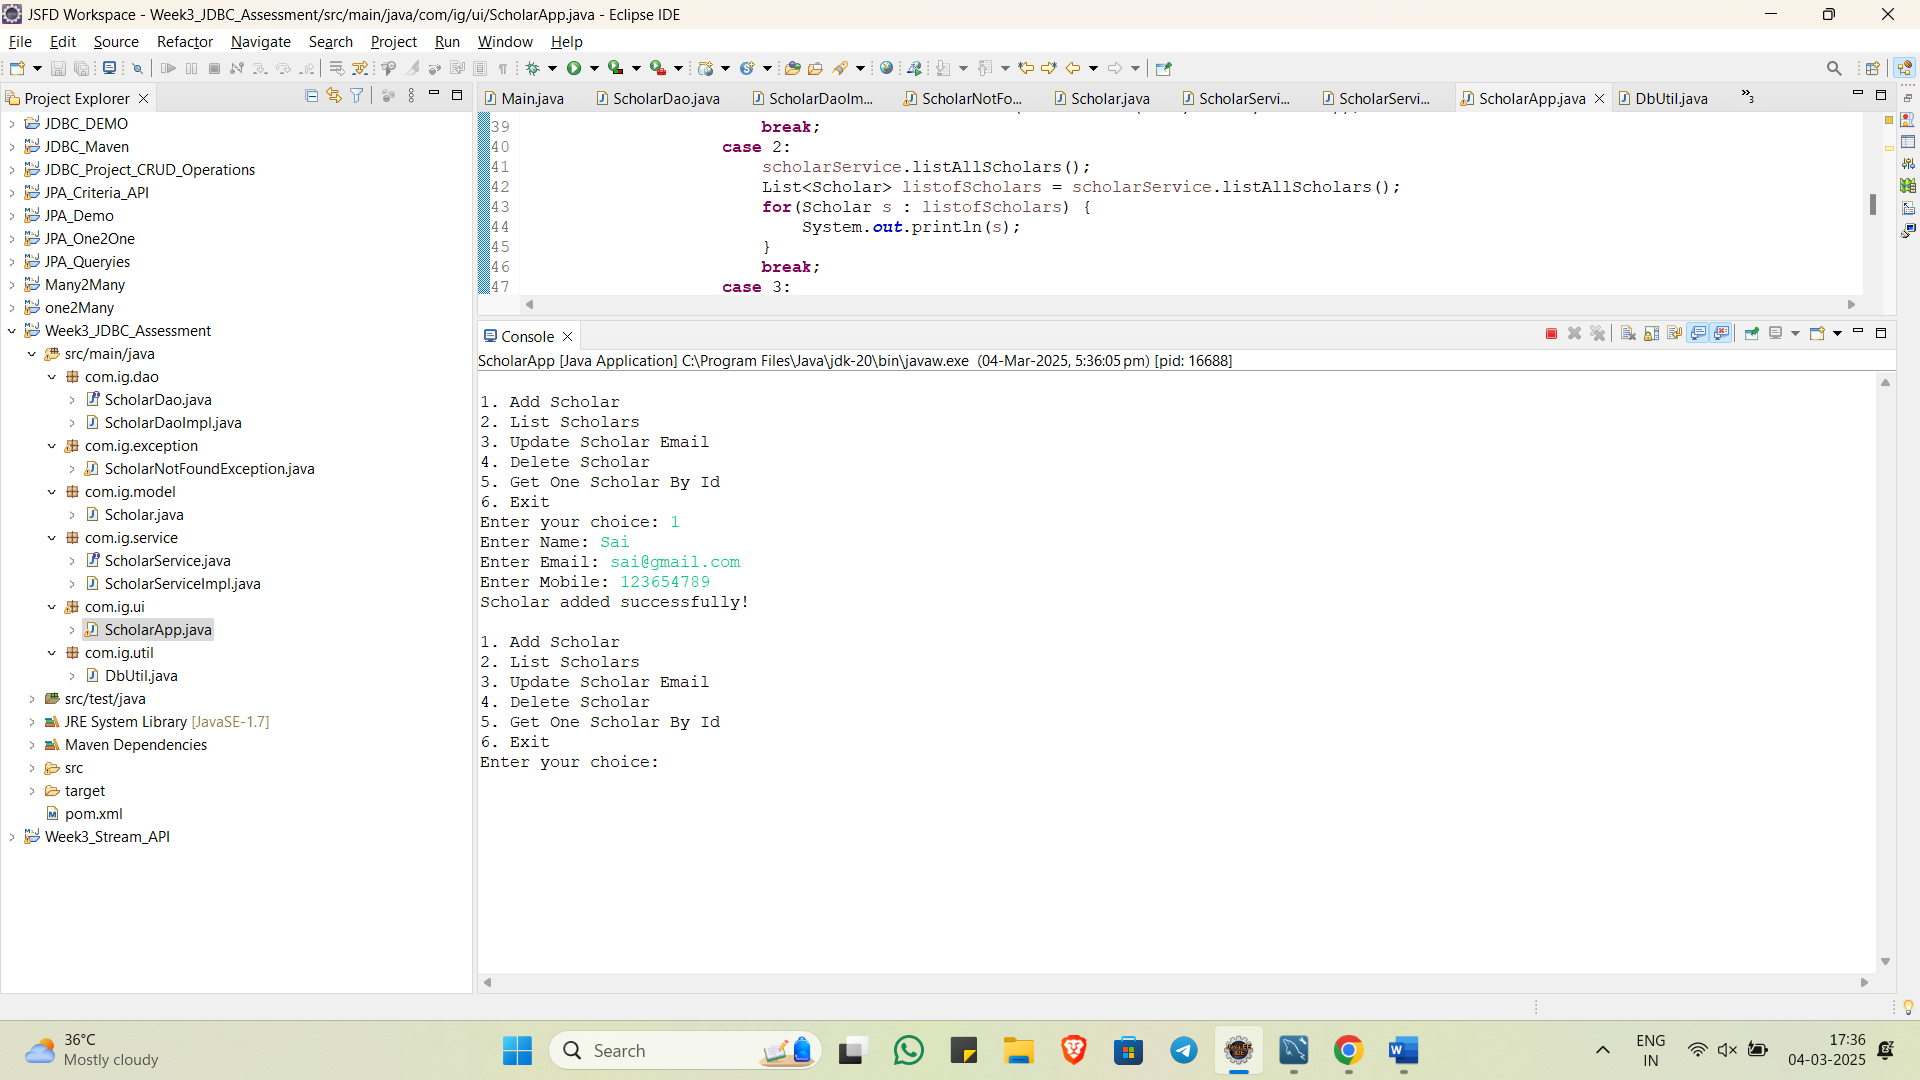 JSFD Workspace - Week3_JDBC_Assessment/src/main/java/com/ig/ui/ScholarApp.java - Eclipse IDE
File Edit Source Refactor Navigate Search Project Run Window Help
Project Explorer
JDBC_DEMO
JDBC_Maven
JDBC_Project_CRUD_Operations
JPA_Criteria_API
JPA_Demo
JPA_One2One
JPA_Queryies
Many2Many
one2Many
Week3_JDBC_Assessment
src/main/java
com.ig.dao
ScholarDao.java
ScholarDaoImpl.java
com.ig.exception
ScholarNotFoundException.java
com.ig.model
Scholar.java
com.ig.service
ScholarService.java
ScholarServiceImpl.java
com.ig.ui
ScholarApp.java
com.ig.util
DbUtil.java
src/test/java
JRE System Library [JavaSE-1.7]
Maven Dependencies
src
target
pom.xml
Week3_Stream_API
Main.java ScholarDao.java ScholarDaoIm... ScholarNotFo... Scholar.java ScholarServi... ScholarServi... ScholarApp.java DbUtil.java »3
39 break;
40 case 2:
41 scholarService.listAllScholars();
42 List<Scholar> listofScholars = scholarService.listAllScholars();
43 for(Scholar s : listofScholars) {
44 System.out.println(s);
45 }
46 break;
47 case 3:
Console
ScholarApp [Java Application] C:\Program Files\Java\jdk-20\bin\javaw.exe (04-Mar-2025, 5:36:05 pm) [pid: 16688]
1. Add Scholar
2. List Scholars
3. Update Scholar Email
4. Delete Scholar
5. Get One Scholar By Id
6. Exit
Enter your choice: 1
Enter Name: Sai
Enter Email: sai@gmail.com
Enter Mobile: 123654789
Scholar added successfully!
1. Add Scholar
2. List Scholars
3. Update Scholar Email
4. Delete Scholar
5. Get One Scholar By Id
6. Exit
Enter your choice:
36°C
Mostly cloudy
Search
ENG
IN
17:36
04-03-2025